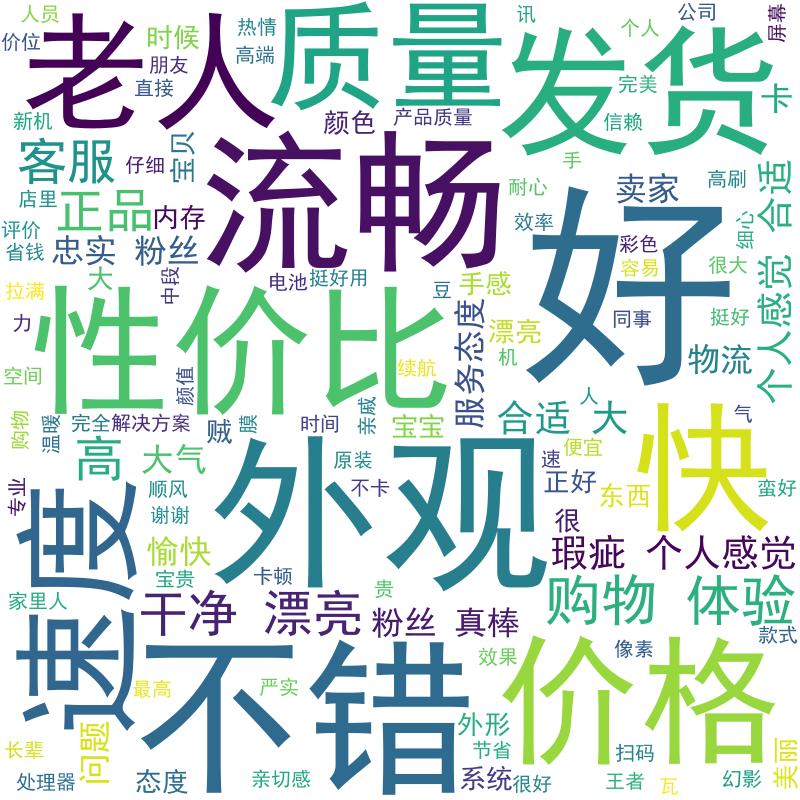 人员
价位
老人
时候
朋友
直接
热情
高端
质量
讯
个人
公司
屏幕
发货
完美
信赖
卡
新机
颜色
产品质量
客服
仔细
宝贝
流畅
手
耐心
卖家
高刷
合适
店里
正品
内存
评价
省钱
忠实 粉丝
效率
好
彩色
细心
容易
很大
拉满
大
中段
电池
挺好用
豆
手感
力
性价比
服务态度
漂亮
同事
挺好
个人感觉
空间
颜值
续航
机
物流
购物
温暖
完全
解决方案
贼
膜
时间
亲戚
宝宝
合适 大
人
快
气
高
大气
外观
原装
不卡
速
便宜
正好
东西
蛮好
专业
速度
顺风
谢谢
很
愉快
瑕疵
个人感觉
宝贵
卡顿
贵
购物 体验
家里人
干净 漂亮
粉丝 真棒
款式
不错
效果
像素
价格
最高
严实
长辈
问题
外形
节省
扫码
美丽
处理器
态度
亲切感
系统
很好
王者
瓦
幻影